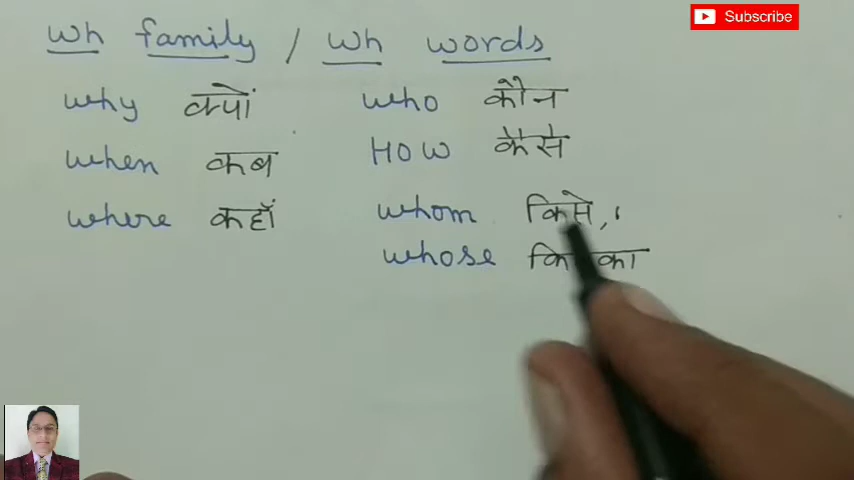 Subscribe
wh family / wh words
why क्यों who कौन
when कब HOW कैसे
where कहाँ whom किसे,
whose